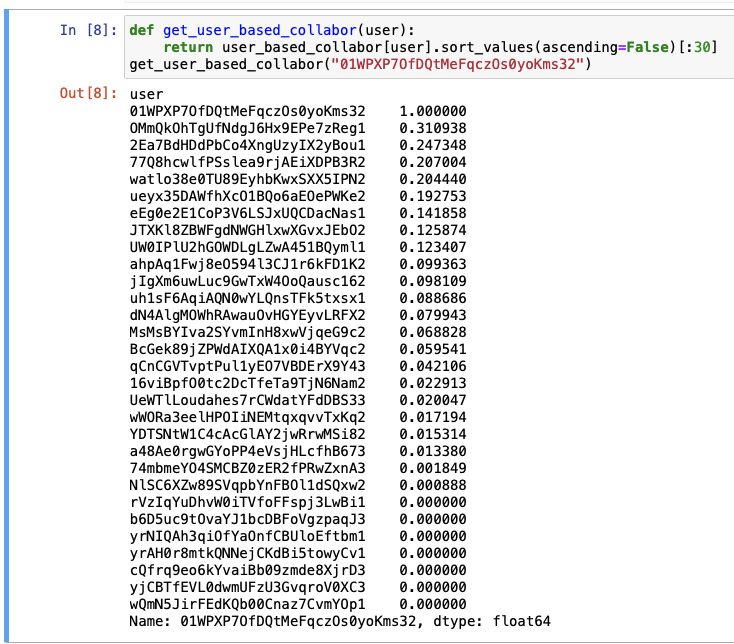 In [8]: def get_user_based_collabor(user):
    return user_based_collabor[user].sort_values(ascending=False)[:30]
get_user_based_collabor("01WPXP7OfDQtMeFqczOs0yoKms32")
Out[8]: user
01WPXP7OfDQtMeFqczOs0yoKms32    1.000000
OMmQkOhTgUfNdgJ6Hx9EPe7zReg1    0.310938
2Ea7BdHDdPbCo4XngUzyIX2yBou1    0.247348
77Q8hcwlfPSslea9rjAEiXDPB3R2    0.207004
watlo38e0TU89EyhbKwxSXX5IPN2    0.204440
ueyx35DAWfhXcO1BQo6aEOePWKe2    0.192753
eEg0e2E1CoP3V6LSJxUQCDacNas1    0.141858
JTXKl8ZBWFgdNWGHlxwXGvxJEbO2    0.125874
UW0IPlU2hGOWDLgLZwA451BQyml1    0.123407
ahpAq1Fwj8eO594l3CJ1r6kFD1K2    0.099363
jIgXm6uwLuc9GwTxW4OoQausc162    0.098109
uh1sF6AqiAQN0wYLQnsTFk5txsx1    0.088686
dN4AlgMOWhRAwauOvHGYEyvLRFX2    0.079943
MsMsBYIva2SYvmInH8xwVjqeG9c2    0.068828
BcGek89jZPWdAIXQA1x0i4BYVqc2    0.059541
qCnCGVTvptPul1yEO7VBDErX9Y43    0.042106
16viBpfO0tc2DcTfeTa9TjN6Nam2    0.022913
UeWTlLoudahes7rCWdatYFdDBS33    0.020047
wWORa3eelHPOIiNEMtqxqvvTxKq2    0.017194
YDTSNtW1C4cAcGlAY2jwRrwMSi82    0.015314
a48Ae0rgwGYoPP4eVsjHLcfhB673    0.013380
74mbmeYO4SMCBZ0zER2fPRwZxnA3    0.001849
NlSC6XZw89SVqpbYnFBOl1dSQxw2    0.000888
rVzIqYuDhvW0iTVfoFFspj3LwBi1    0.000000
b6D5uc9tOvaYJ1bcDBFoVgzpaqJ3    0.000000
yrNIQAh3qiOfYaOnfCBUloEftbm1    0.000000
yrAH0r8mtkQNNejCKdBi5towyCv1    0.000000
cQfrq9eo6kYvaiBb09zmde8XjrD3    0.000000
yjCBTfEVL0dwmUFzU3GvqroV0XC3    0.000000
wQmN5JirFEdKQb00Cnaz7CvmYOp1    0.000000
Name: 01WPXP7OfDQtMeFqczOs0yoKms32, dtype: float64